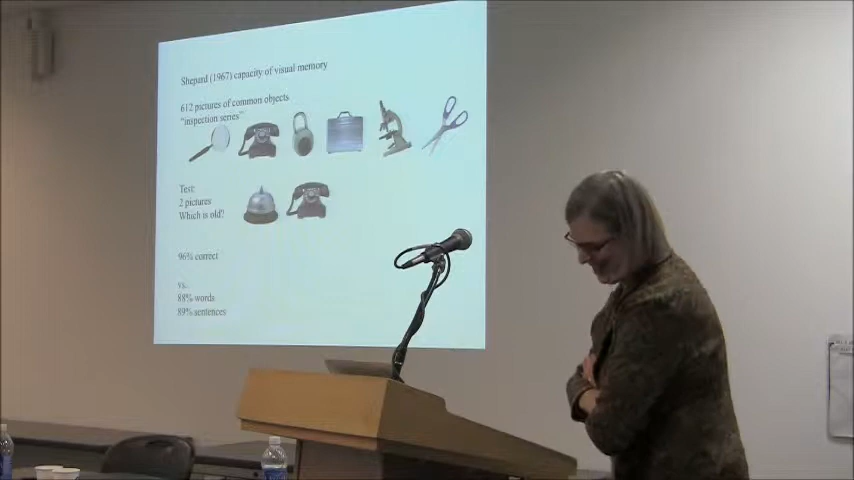 Shepard (1967) capacity of visual memory
612 pictures of common objects
"inspection series"
Test:
2 pictures
Which is old?
96% correct
vs.
88% words
89% sentences